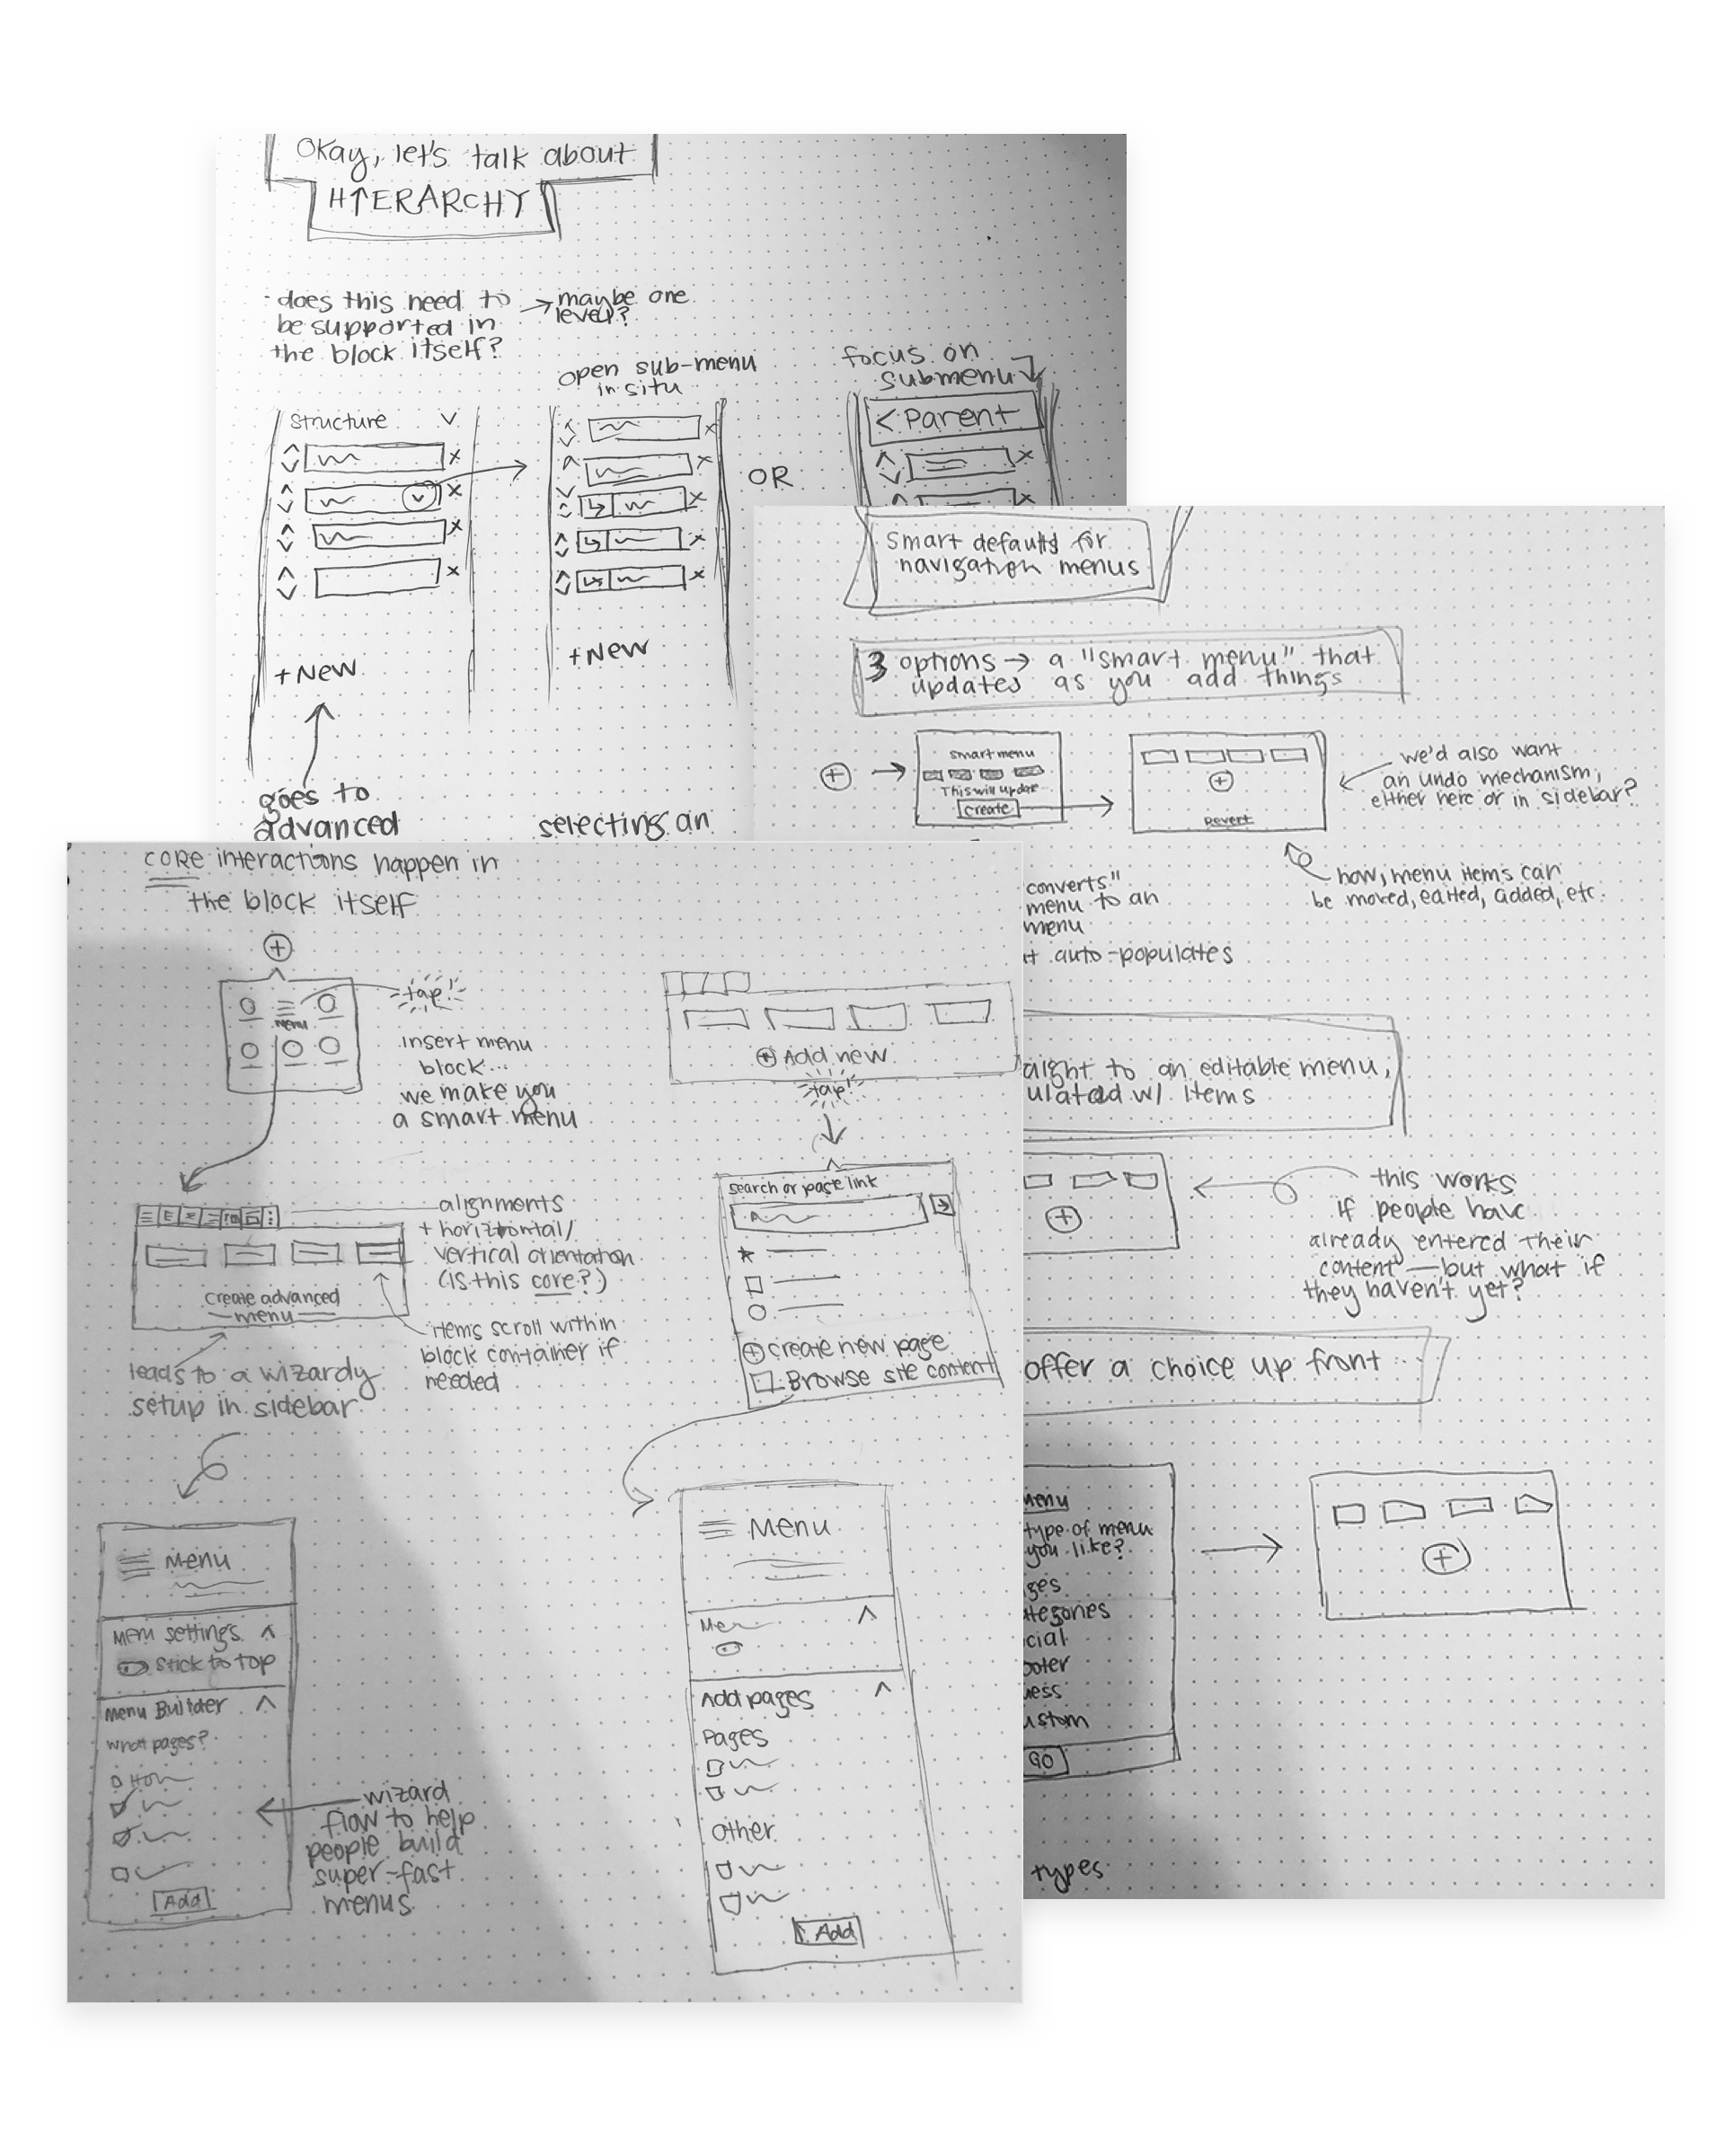 Okay, let's talk about
HIERARCHY
does this need to
be supported in
the block itself?
maybe one
level?
open sub-menu
in situ
focus on
submenu
Structure
< Parent
OR
+ New
+ New
goes to
advanced
selecting an
Smart defaults for
navigation menus
3 options → a "smart menu" that
updates as you add things
smart menu
This will update
Create
Revert
we'd also want
an undo mechanism,
either here or in sidebar?
now, menu items can
be moved, edited, added, etc.
converts"
menu to an
menu
auto-populates
aight to an editable menu,
ulated w/ items
this works
if people have
already entered their
content — but what if
they haven't yet?
offer a choice up front
menu
type of menu
you like?
ges
ategories
cial
ooter
ustom
GO
types
CORE interactions happen in
the block itself
Menu
tap!
insert menu
block...
we make you
a smart menu
alignments
+ horizontal/
vertical orientation
(is this core?)
Create advanced
menu
items scroll within
block container if
needed
leads to a wizardy
setup in sidebar
Menu
Menu settings
Stick to top
Menu Builder
What pages?
Add
wizard
flow to help
people build
super-fast
menus
Add new
tap!
search or paste link
Create new page
Browse site content
Menu
Add pages
Pages
Other
Add